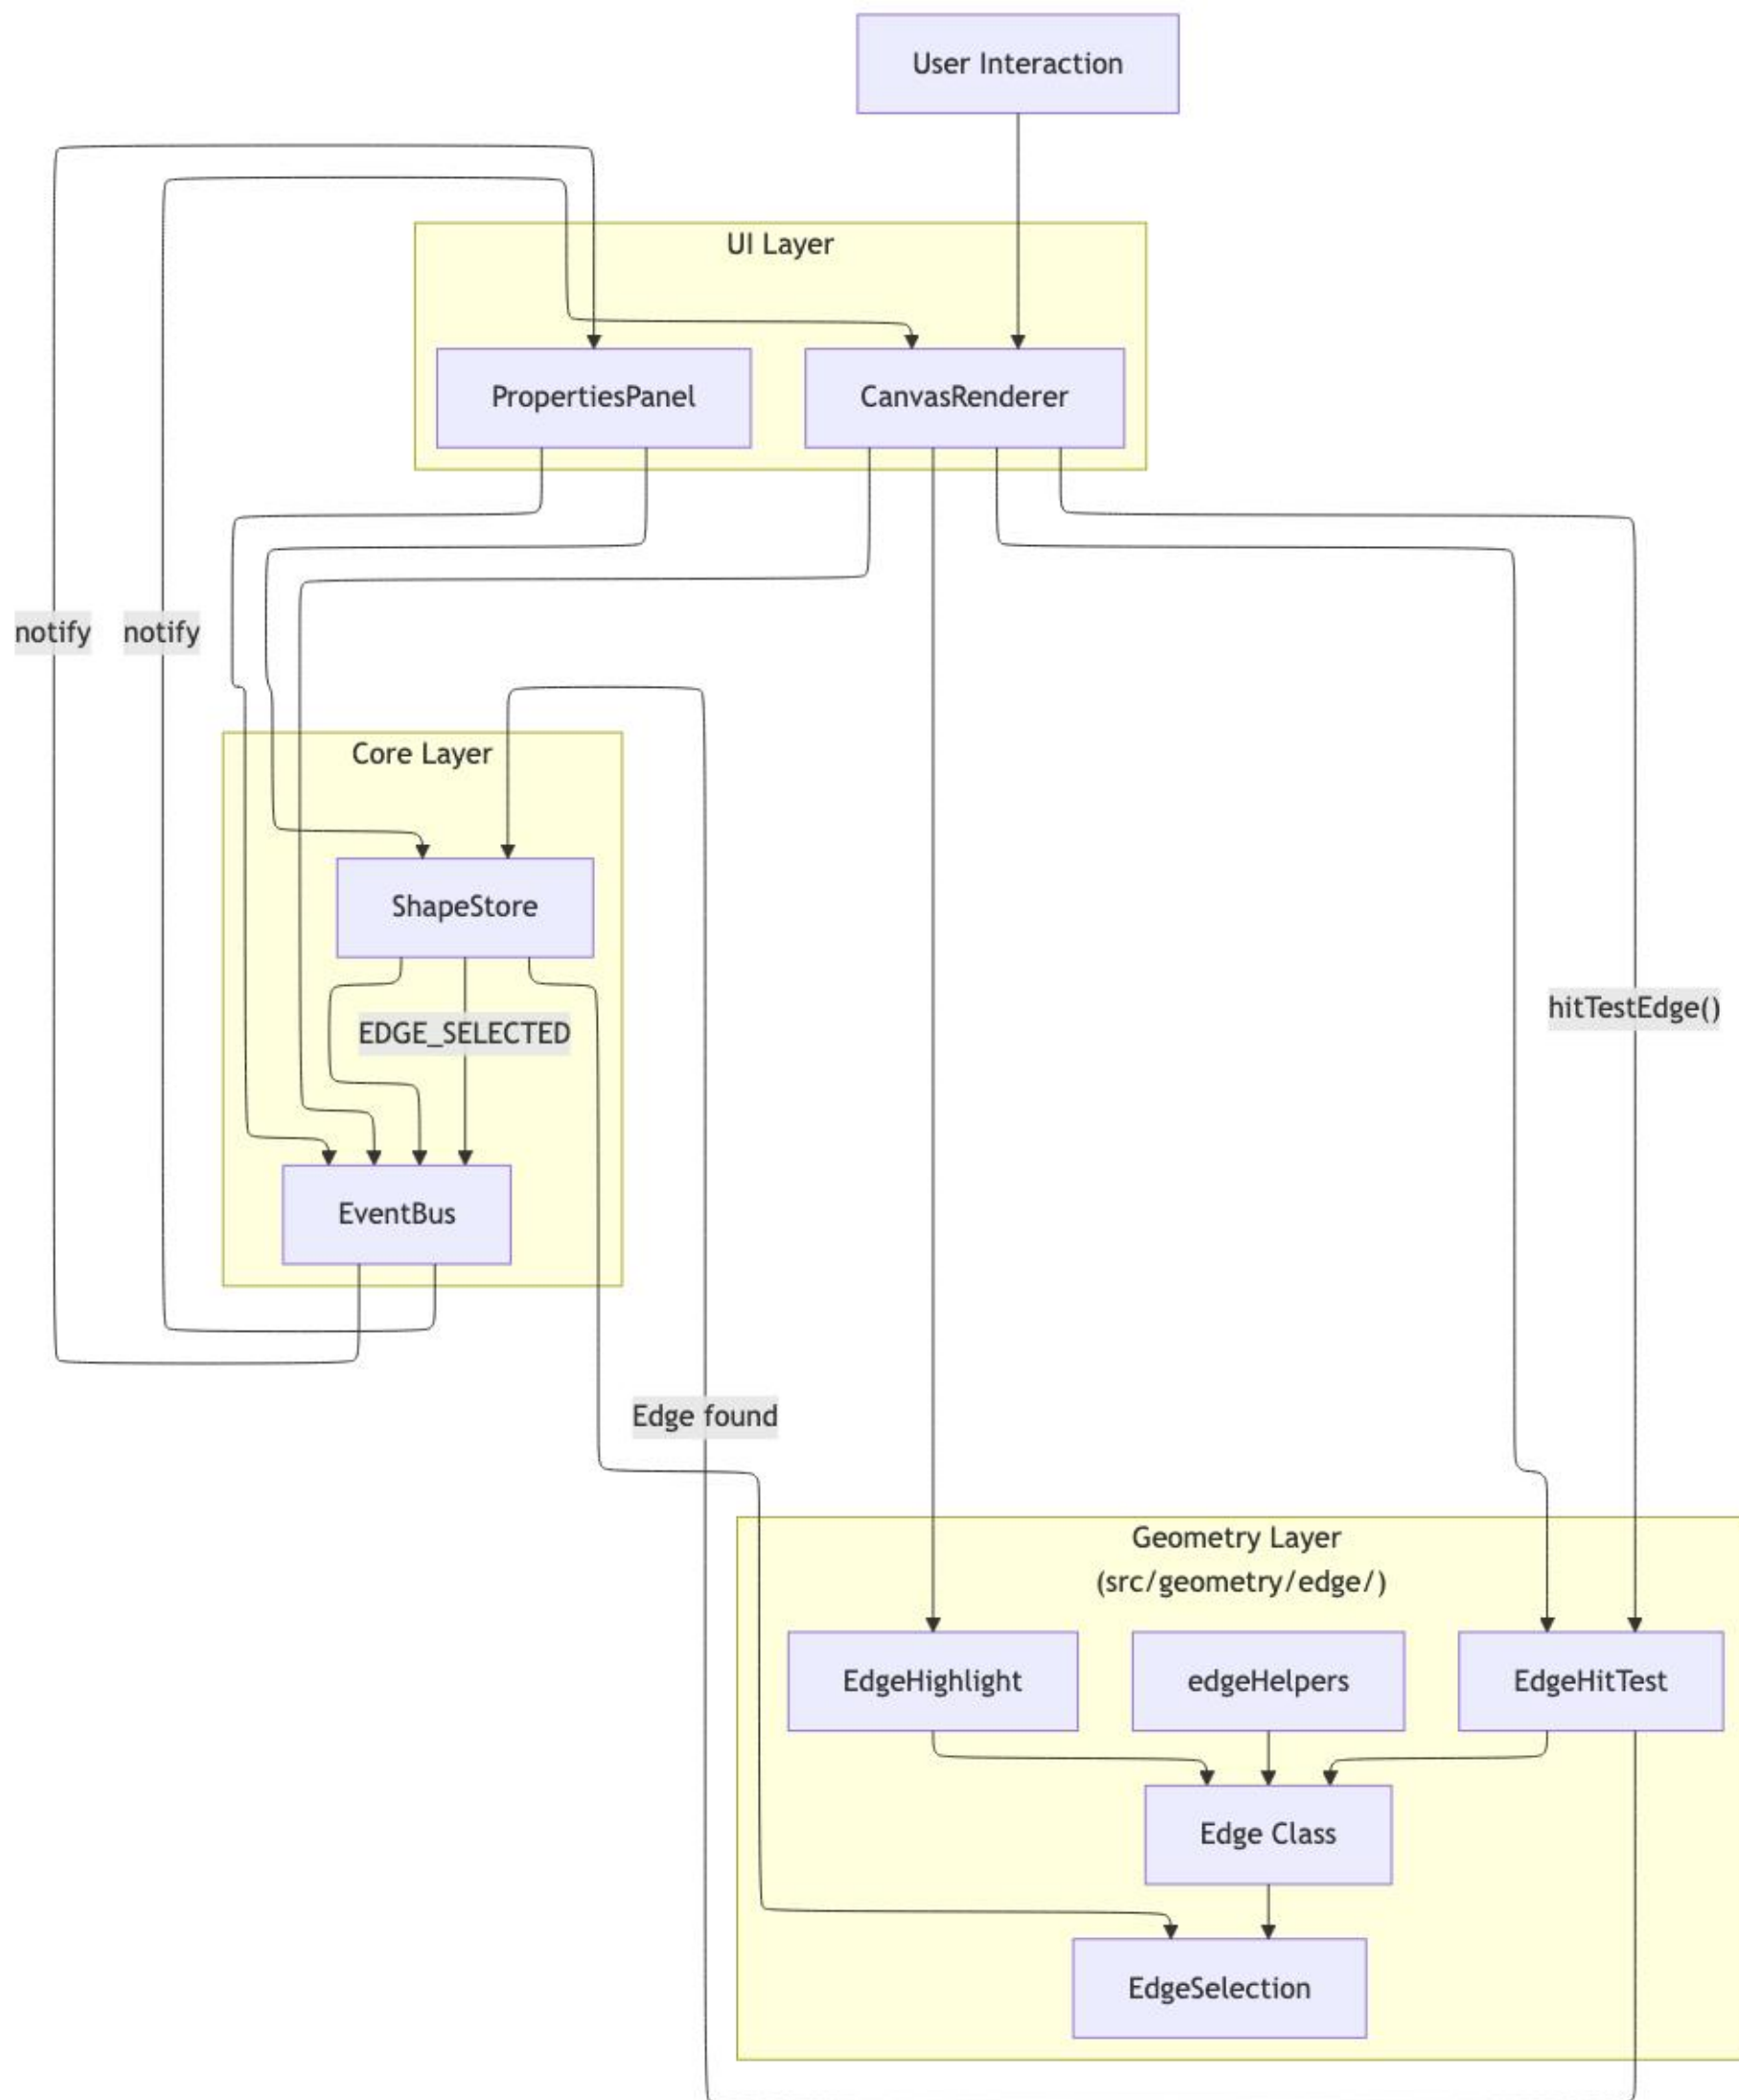 User Interaction
UI Layer
PropertiesPanel
CanvasRenderer
notify
notify
Core Layer
ShapeStore
hitTestEdge()
EDGE_SELECTED
EventBus
Edge found
Geometry Layer
(src/geometry/edge/)
EdgeHighlight
edgeHelpers
EdgeHitTest
Edge Class
EdgeSelection